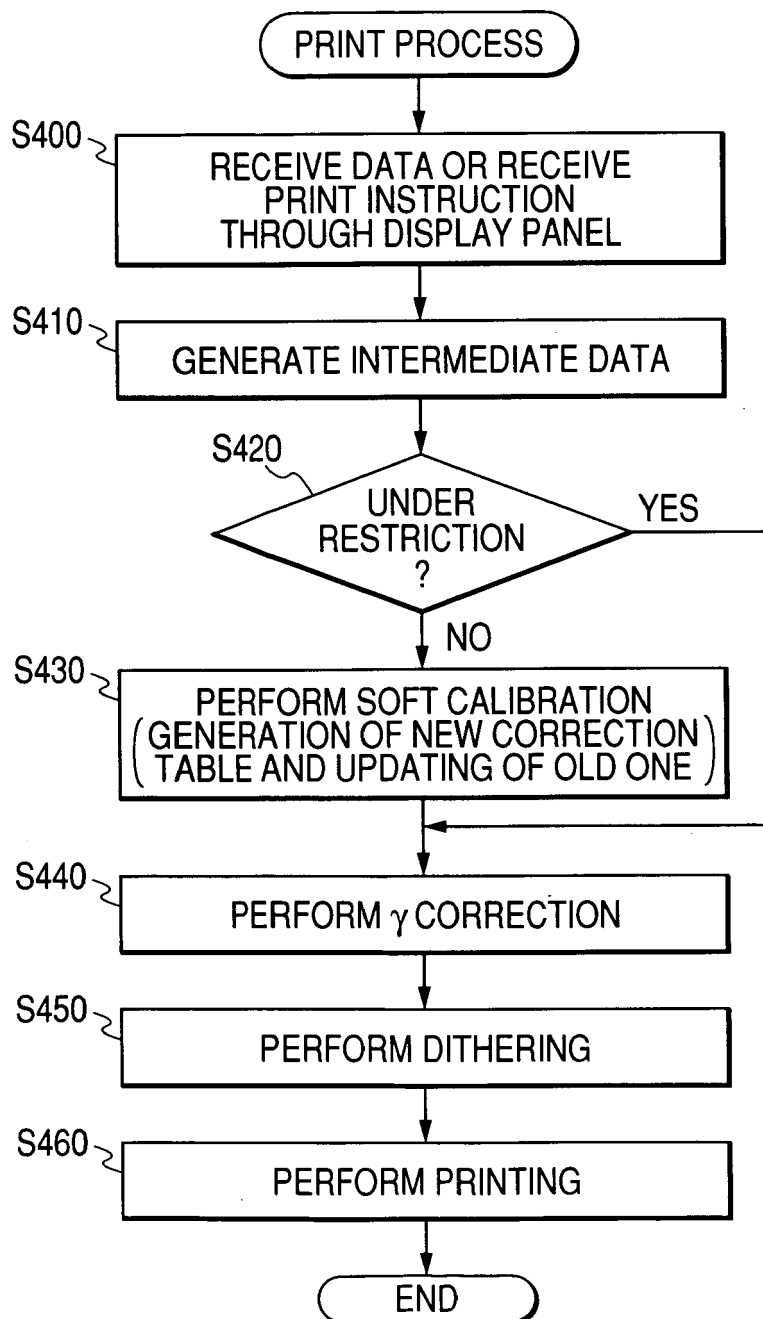 PRINT PROCESS
S400
RECEIVE DATA OR RECEIVE
PRINT INSTRUCTION
THROUGH DISPLAY PANEL
S410
GENERATE INTERMEDIATE DATA
S420
UNDER
RESTRICTION
?
YES
NO
S430
PERFORM SOFT CALIBRATION
(GENERATION OF NEW CORRECTION
TABLE AND UPDATING OF OLD ONE)
S440
PERFORM γ CORRECTION
S450
PERFORM DITHERING
S460
PERFORM PRINTING
END